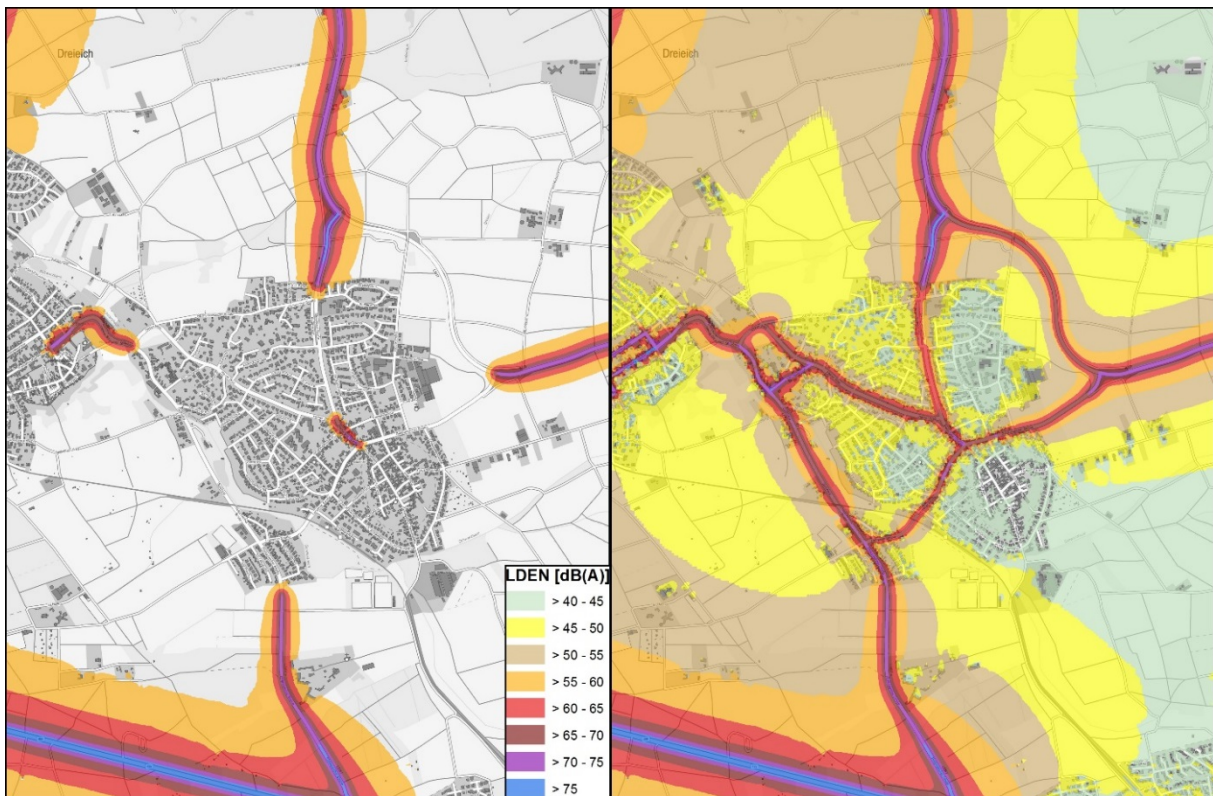 Dreieich
Dreieich
LDEN [dB(A)]
> 40 - 45
> 45 - 50
> 50 - 55
> 55 - 60
> 60 - 65
> 65 - 70
> 70 - 75
> 75